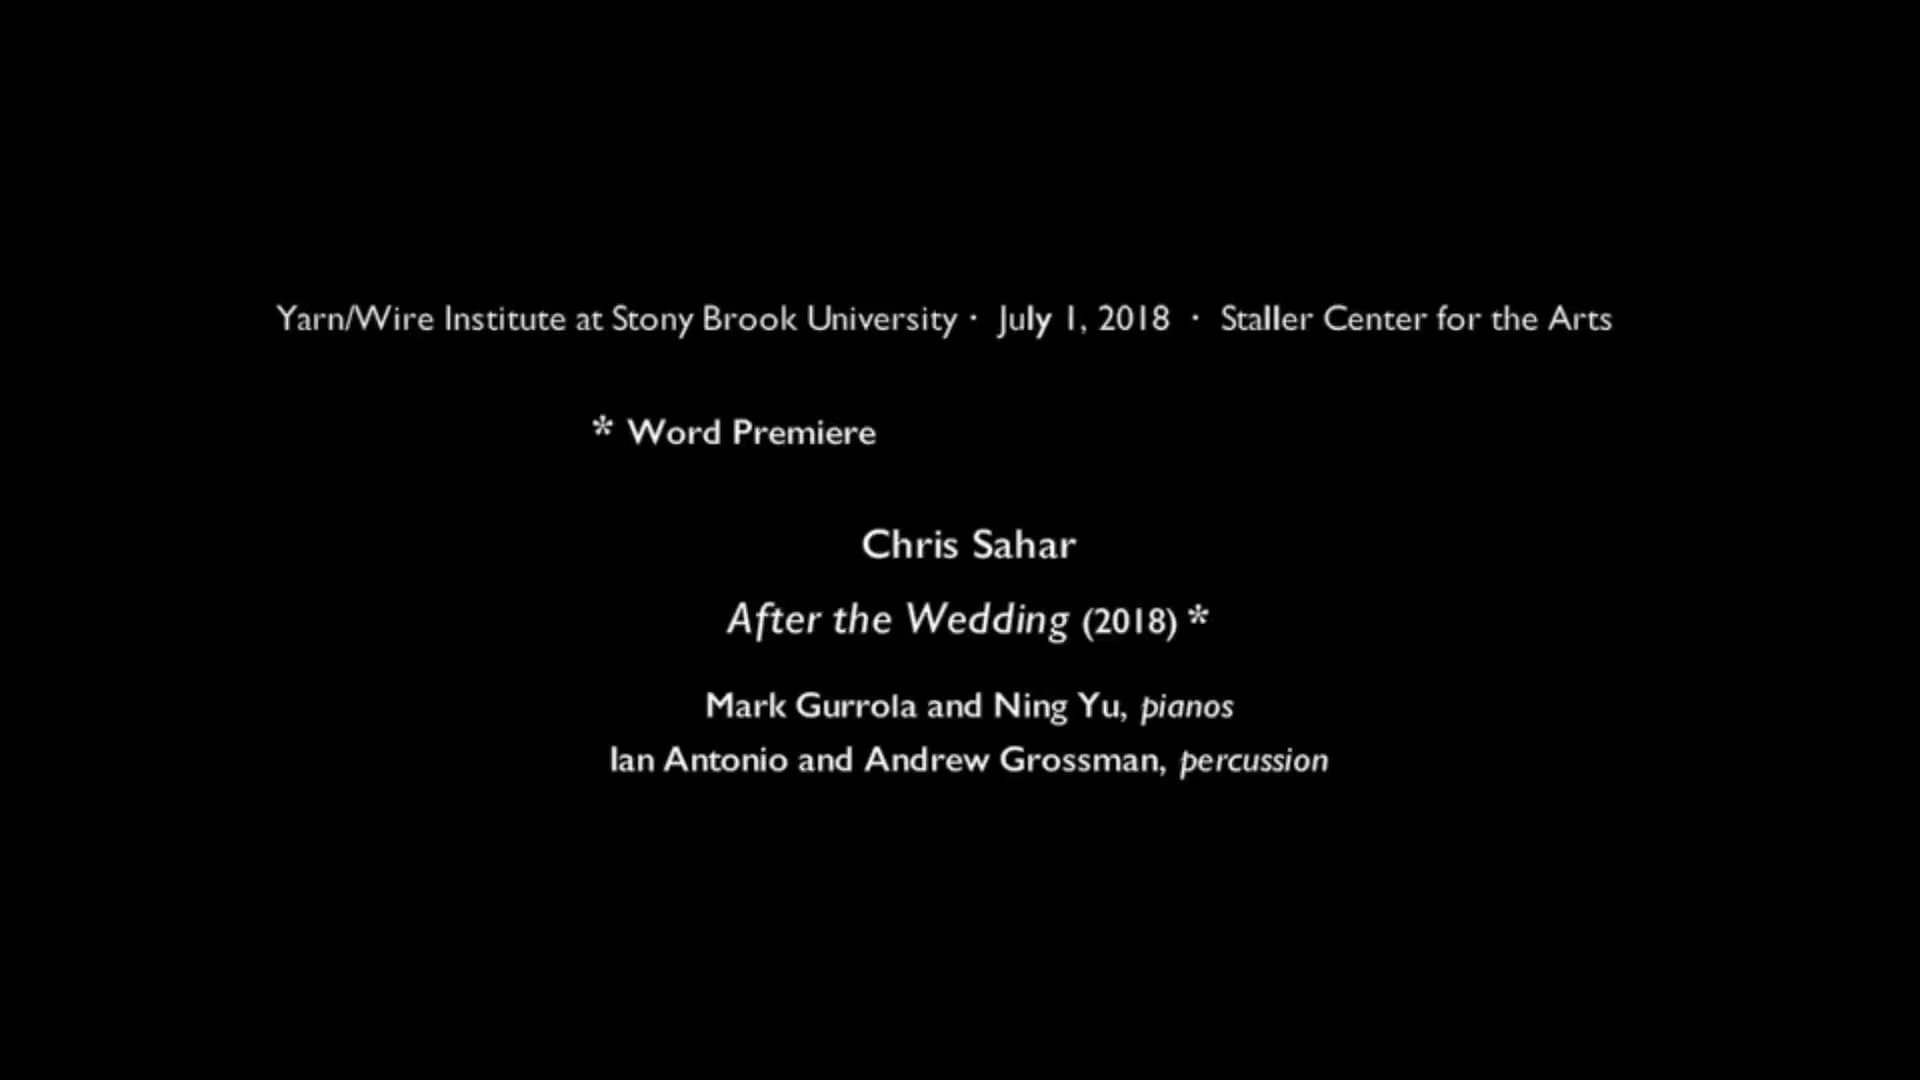 Yarn/Wire Institute at Stony Brook University · July 1, 2018 · Staller Center for the Arts
* Word Premiere
Chris Sahar
After the Wedding (2018) *
Mark Gurrola and Ning Yu, pianos
Ian Antonio and Andrew Grossman, percussion